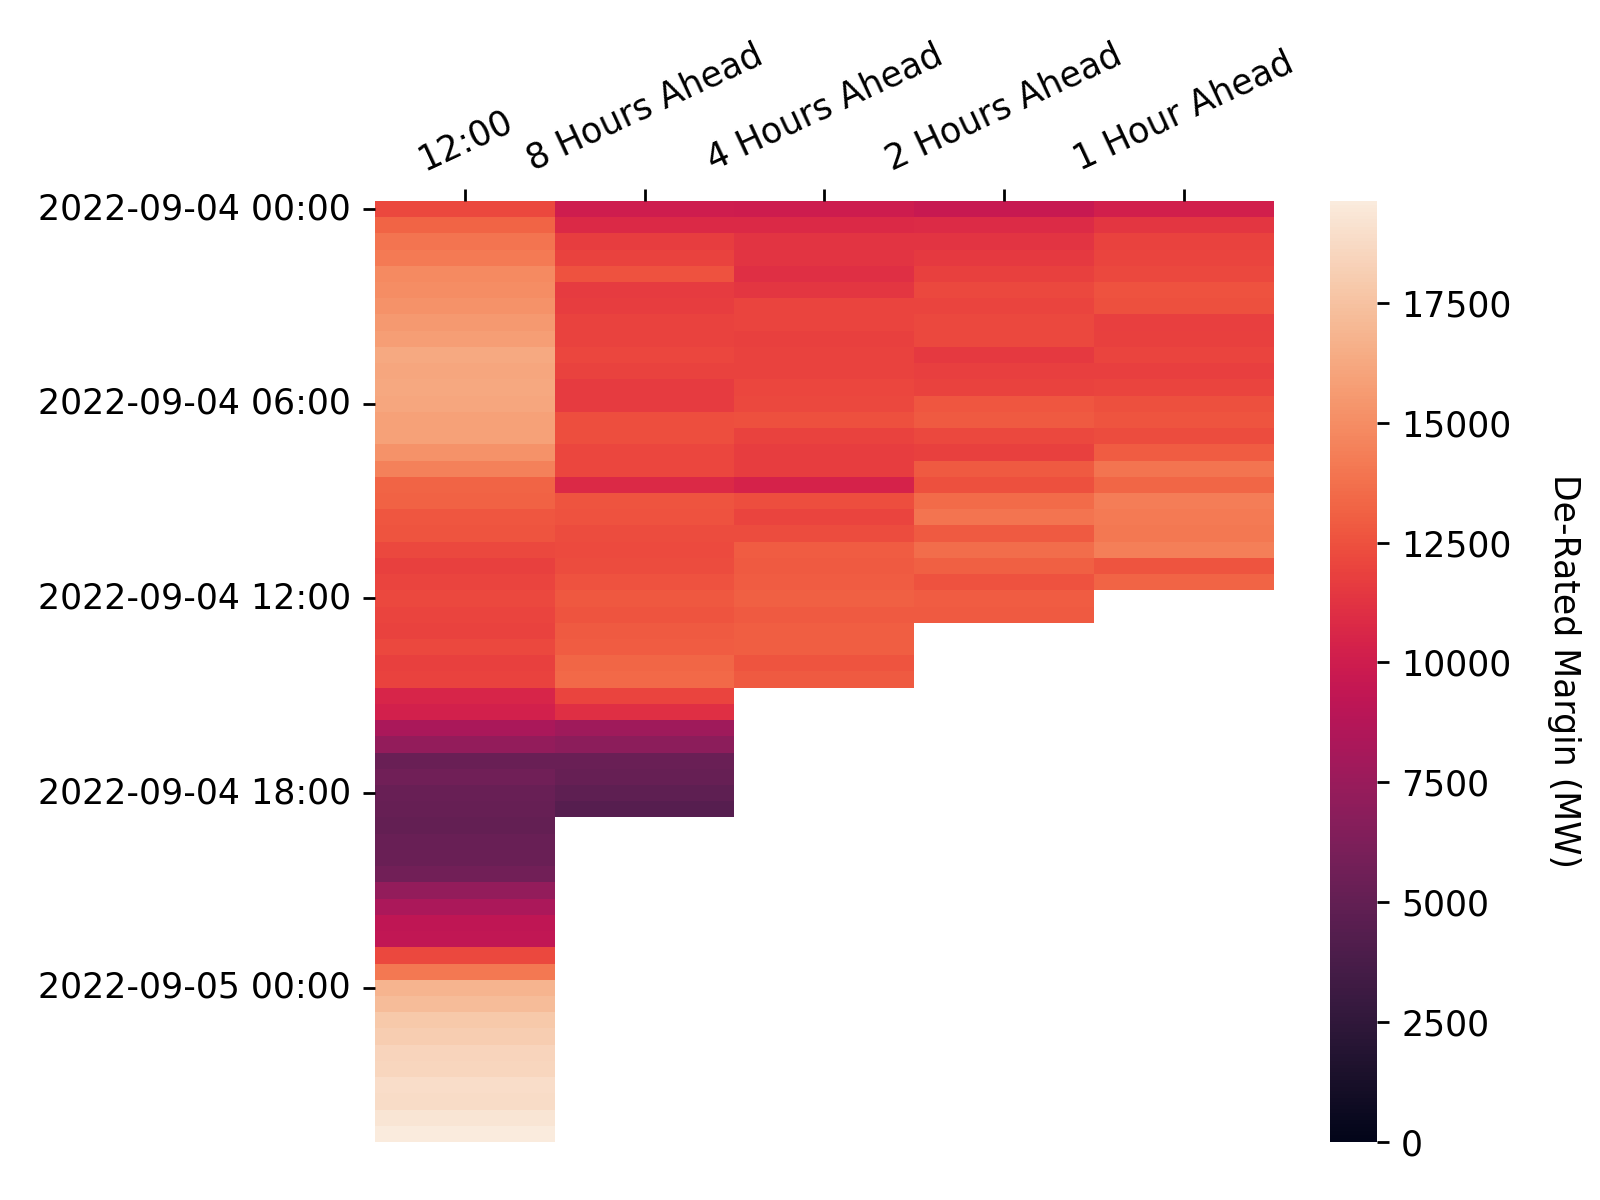 12:00
8 Hours Ahead
4 Hours Ahead
2 Hours Ahead
1 Hour Ahead
2022-09-04 00:00
2022-09-04 06:00
2022-09-04 12:00
2022-09-04 18:00
2022-09-05 00:00
17500
15000
12500
10000
7500
5000
2500
0
De-Rated Margin (MW)